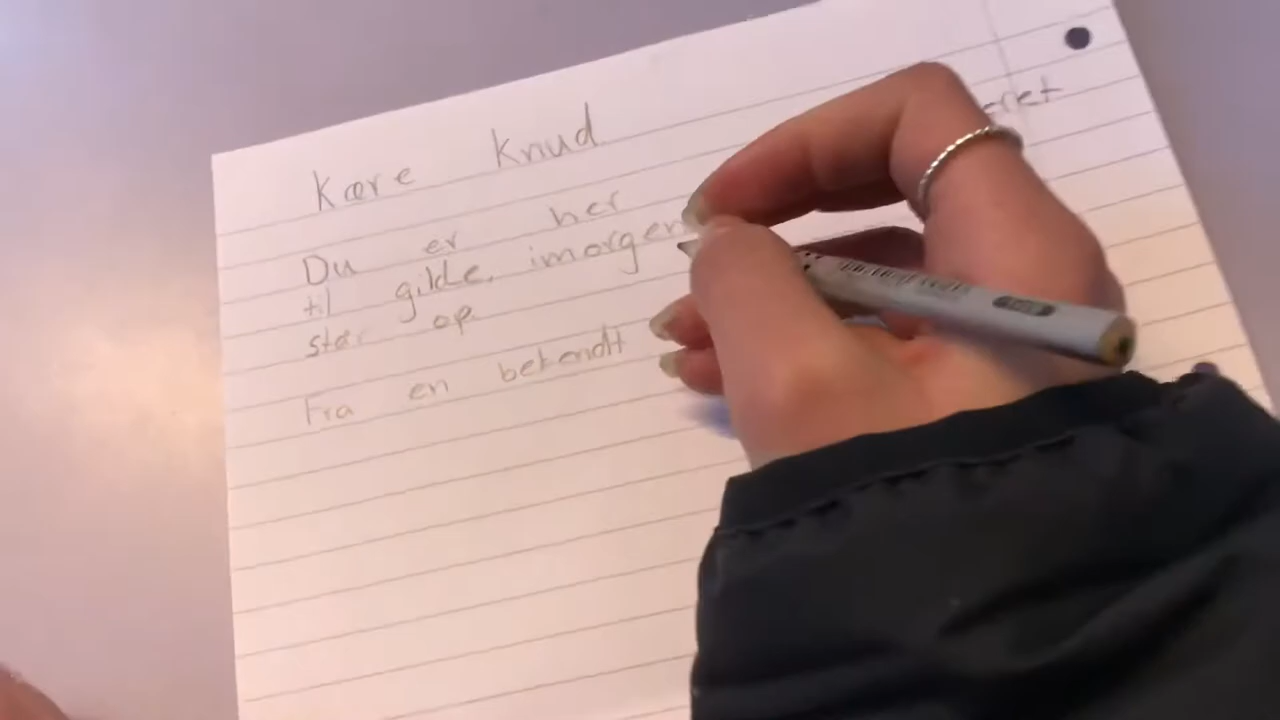 Kære Knud
Du er her
til gilde, imorgen
står op
Fra en bekendt